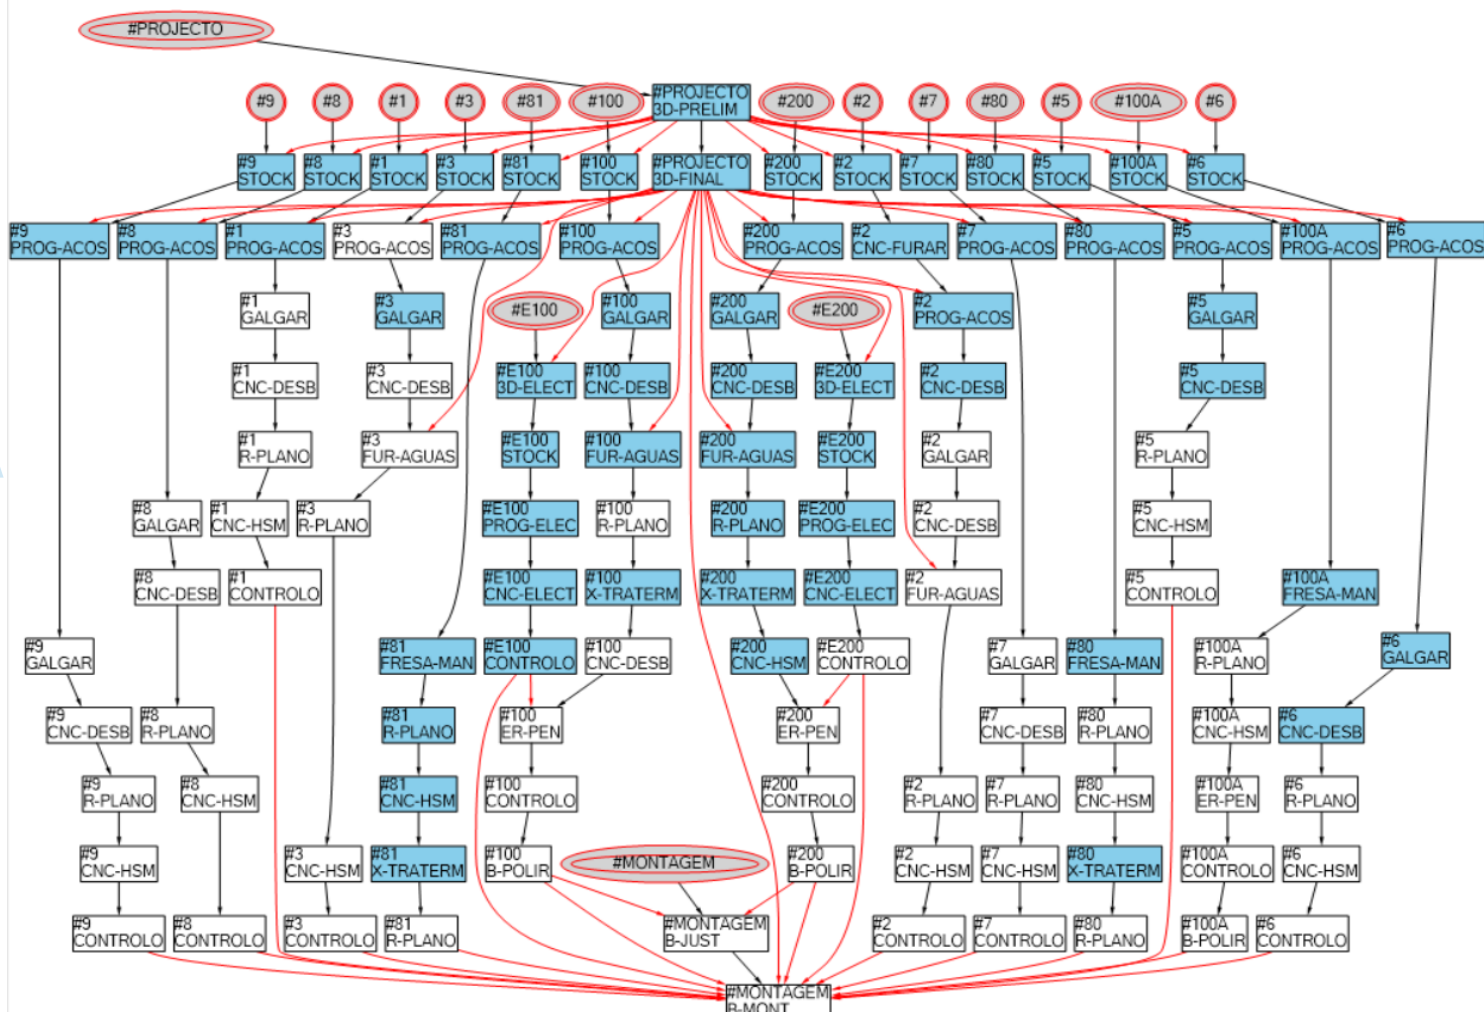 #PROJECTO
#9
#8
#1
#3
#81
#100
#PROJECTO
3D-PRELIM
#200
#2
#7
#80
#5
#100A
#6
#9
STOCK
#8
STOCK
#1
STOCK
#3
STOCK
#81
STOCK
#100
STOCK
#PROJECTO
3D-FINAL
#200
STOCK
#2
STOCK
#7
STOCK
#80
STOCK
#5
STOCK
#100A
STOCK
#6
STOCK
#9
PROG-ACOS
#8
PROG-ACOS
#1
PROG-ACOS
#3
PROG-ACOS
#81
PROG-ACOS
#100
PROG-ACOS
#200
PROG-ACOS
#2
CNC-FURAR
#7
PROG-ACOS
#80
PROG-ACOS
#5
PROG-ACOS
#100A
PROG-ACOS
#6
PROG-ACOS
#1
GALGAR
#3
GALGAR
#E100
#100
GALGAR
#200
GALGAR
#E200
#2
PROG-ACOS
#5
GALGAR
#1
CNC-DESB
#3
CNC-DESB
#E100
3D-ELECT
#100
CNC-DESB
#200
CNC-DESB
#E200
3D-ELECT
#2
CNC-DESB
#5
CNC-DESB
#1
R-PLANO
#3
FUR-AGUAS
#E100
STOCK
#100
FUR-AGUAS
#200
FUR-AGUAS
#E200
STOCK
#2
GALGAR
#5
R-PLANO
#8
GALGAR
#1
CNC-HSM
#3
R-PLANO
#E100
PROG-ELEC
#100
R-PLANO
#200
R-PLANO
#E200
PROG-ELEC
#2
CNC-DESB
#5
CNC-HSM
#8
CNC-DESB
#1
CONTROLO
#E100
CNC-ELECT
#100
X-TRATERM
#200
X-TRATERM
#E200
CNC-ELECT
#2
FUR-AGUAS
#5
CONTROLO
#100A
FRESA-MAN
#9
GALGAR
#81
FRESA-MAN
#E100
CONTROLO
#100
CNC-DESB
#200
CNC-HSM
#E200
CONTROLO
#7
GALGAR
#80
FRESA-MAN
#100A
R-PLANO
#6
GALGAR
#9
CNC-DESB
#8
R-PLANO
#81
R-PLANO
#100
ER-PEN
#200
ER-PEN
#7
CNC-DESB
#80
R-PLANO
#100A
CNC-HSM
#6
CNC-DESB
#9
R-PLANO
#8
CNC-HSM
#81
CNC-HSM
#100
CONTROLO
#200
CONTROLO
#2
R-PLANO
#7
R-PLANO
#80
CNC-HSM
#100A
ER-PEN
#6
R-PLANO
#9
CNC-HSM
#3
CNC-HSM
#81
X-TRATERM
#100
B-POLIR
#MONTAGEM
#200
B-POLIR
#2
CNC-HSM
#7
CNC-HSM
#80
X-TRATERM
#100A
CONTROLO
#6
CNC-HSM
#9
CONTROLO
#8
CONTROLO
#3
CONTROLO
#81
R-PLANO
#MONTAGEM
B-JUST
#2
CONTROLO
#7
CONTROLO
#80
R-PLANO
#100A
B-POLIR
#6
CONTROLO
#MONTAGEM
B-MONT